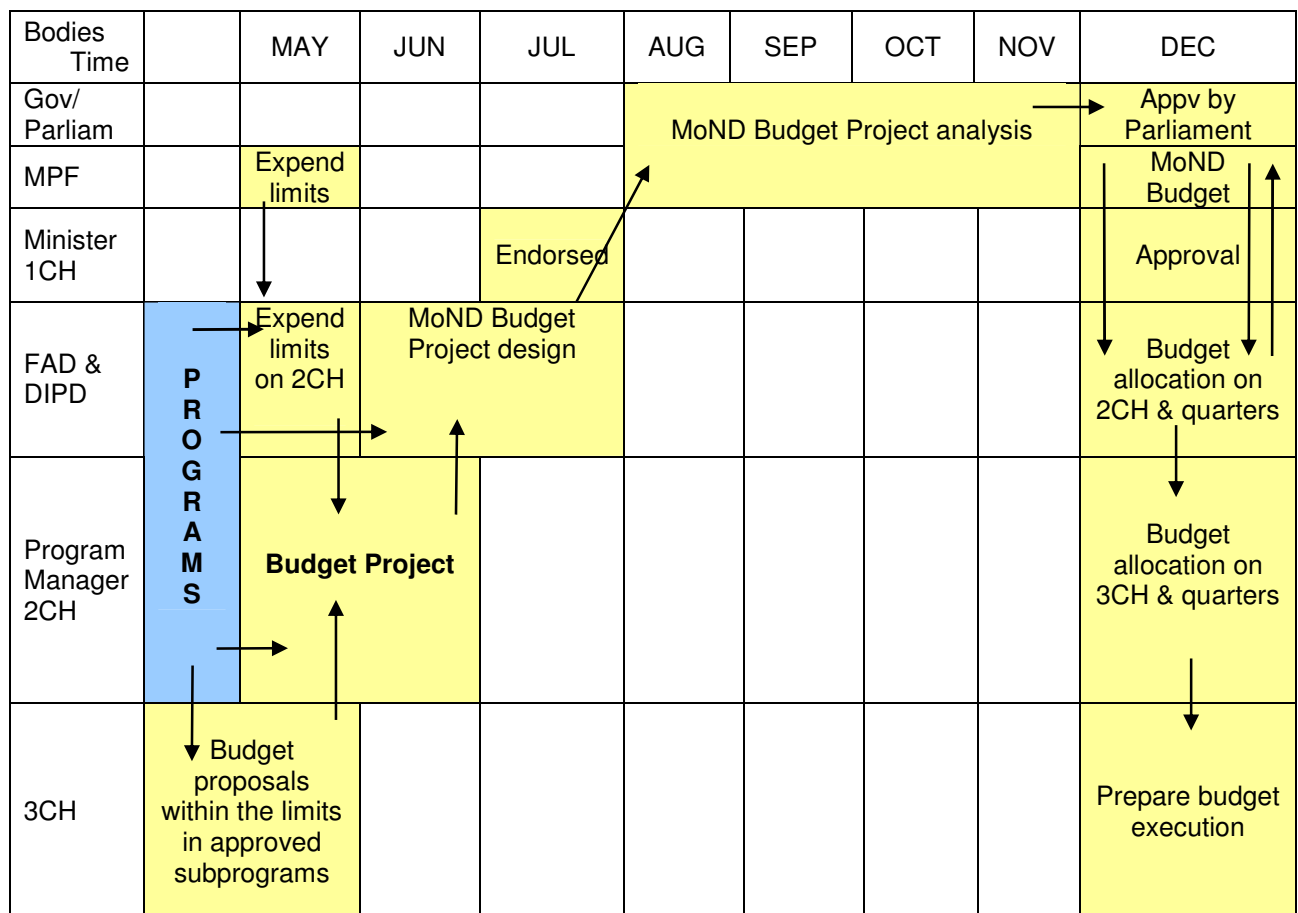 Bodies
Time
MAY
JUN
JUL
AUG
SEP
OCT
NOV
DEC
Gov/
Parliam
MoND Budget Project analysis
Appv by
Parliament
MPF
Expend
limits
MoND
Budget
Minister
1CH
Endorsed
Approval
FAD &
DIPD
P
R
O
G
R
A
M
S
Expend
limits
on 2CH
MoND Budget
Project design
Budget
allocation on
2CH & quarters
Program
Manager
2CH
Budget Project
Budget
allocation on
3CH & quarters
3CH
Budget
proposals
within the limits
in approved
subprograms
Prepare budget
execution